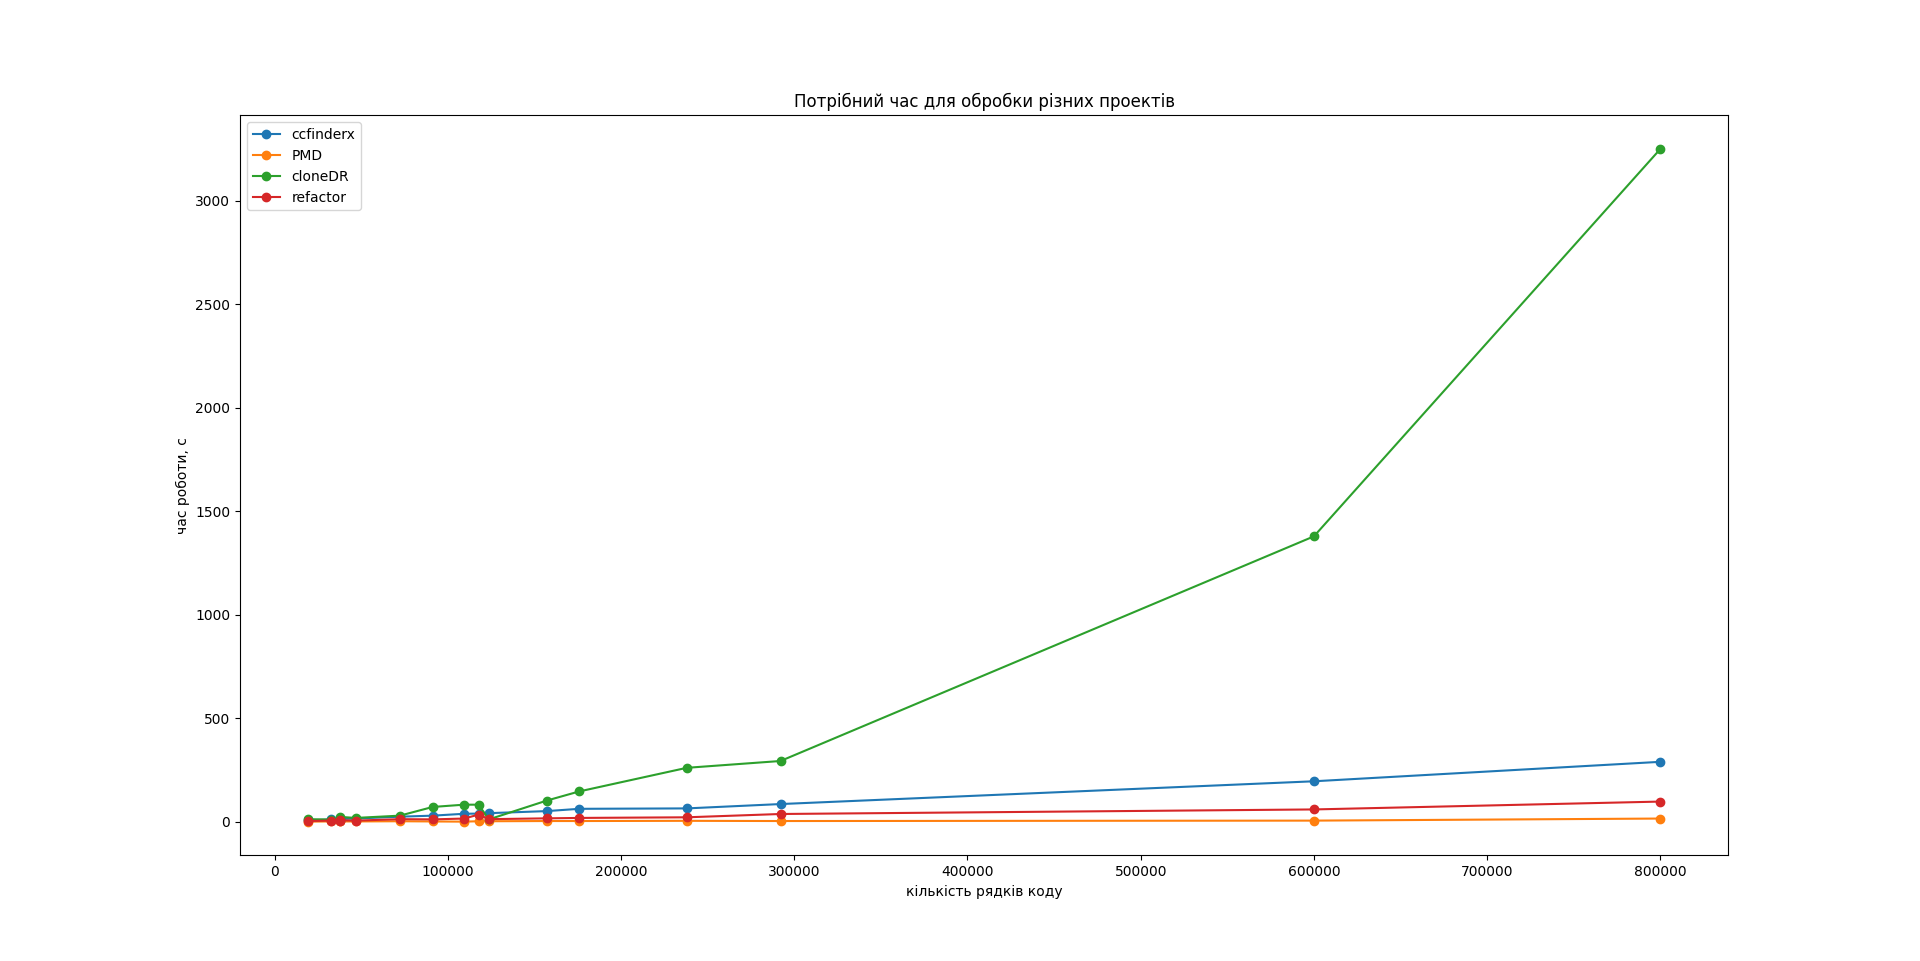 Потрібний час для обробки різних проектів
ccfinderx
PMD
cloneDR
refactor
3000
2500
2000
1500
1000
500
0
час роботи, с
0 100000 200000 300000 400000 500000 600000 700000 800000
кількість рядків коду